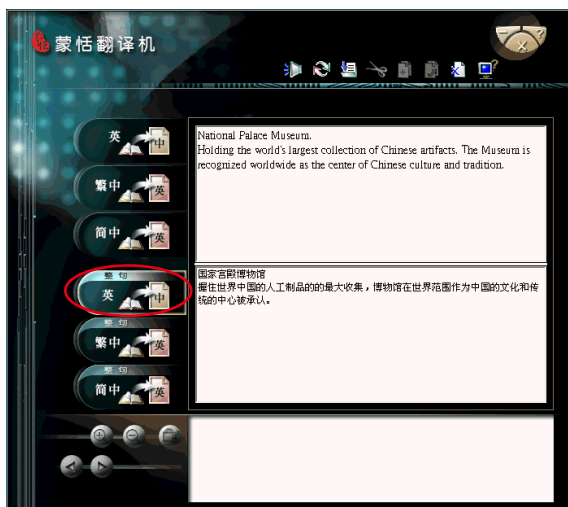 蒙恬翻译机
英 中
繁中 英
简中 英
整句
英 中
整句
繁中 英
整句
简中 英
National Palace Museum.
Holding the world's largest collection of Chinese artifacts. The Museum is
recognized worldwide as the center of Chinese culture and tradition.
国家宫殿博物馆
握住世界中国的人工制品的的最大收集，博物馆在世界范围作为中国的文化和传
统的中心被承认。